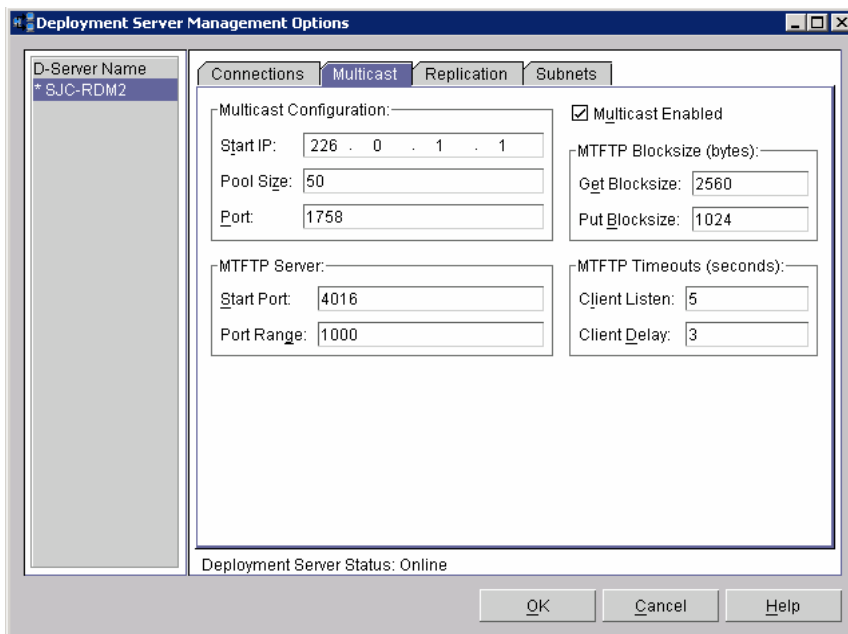 Deployment Server Management Options
D-Server Name
* SJC-RDM2
Connections Multicast Replication Subnets
Multicast Configuration:
Start IP: 226 . 0 . 1 . 1
Pool Size: 50
Port: 1758
Multicast Enabled
MTFTP Blocksize (bytes):
Get Blocksize: 2560
Put Blocksize: 1024
MTFTP Server:
Start Port: 4016
Port Range: 1000
MTFTP Timeouts (seconds):
Client Listen: 5
Client Delay: 3
Deployment Server Status: Online
OK Cancel Help